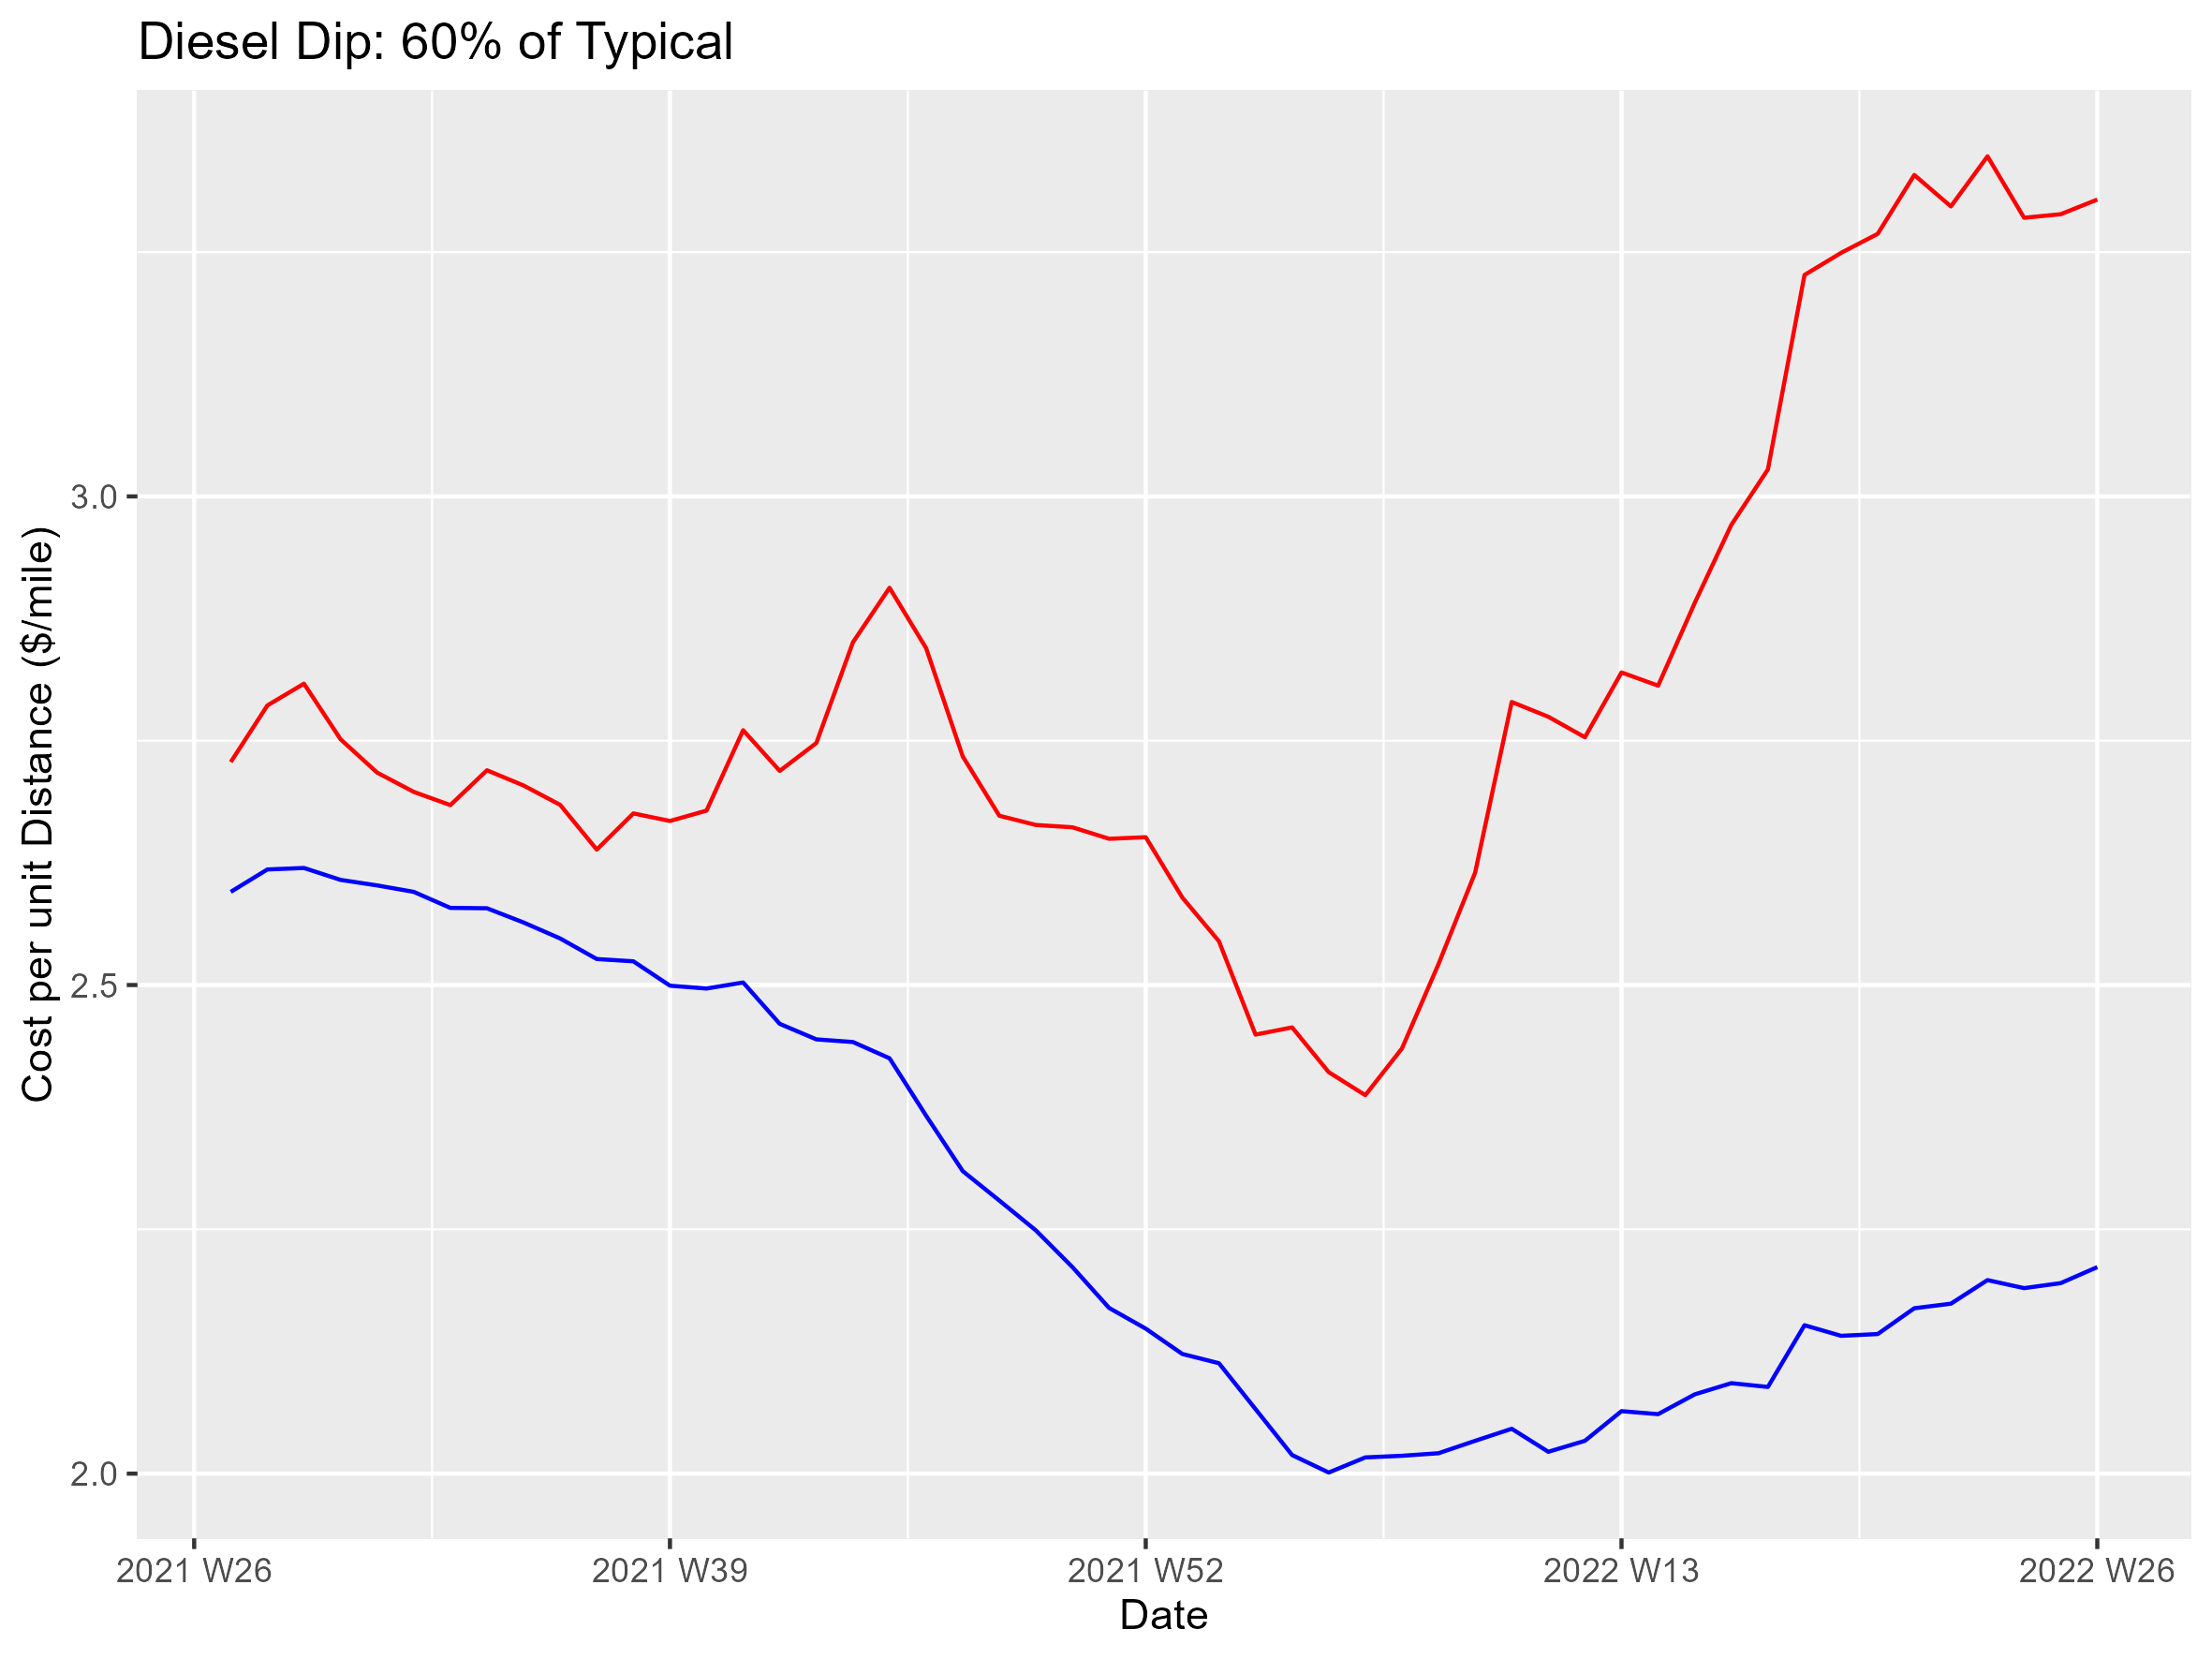 Diesel Dip: 60% of Typical
Cost per unit Distance ($/mile)
3.0
2.5
2.0
2021 W26
2021 W39
2021 W52
2022 W13
2022 W26
Date